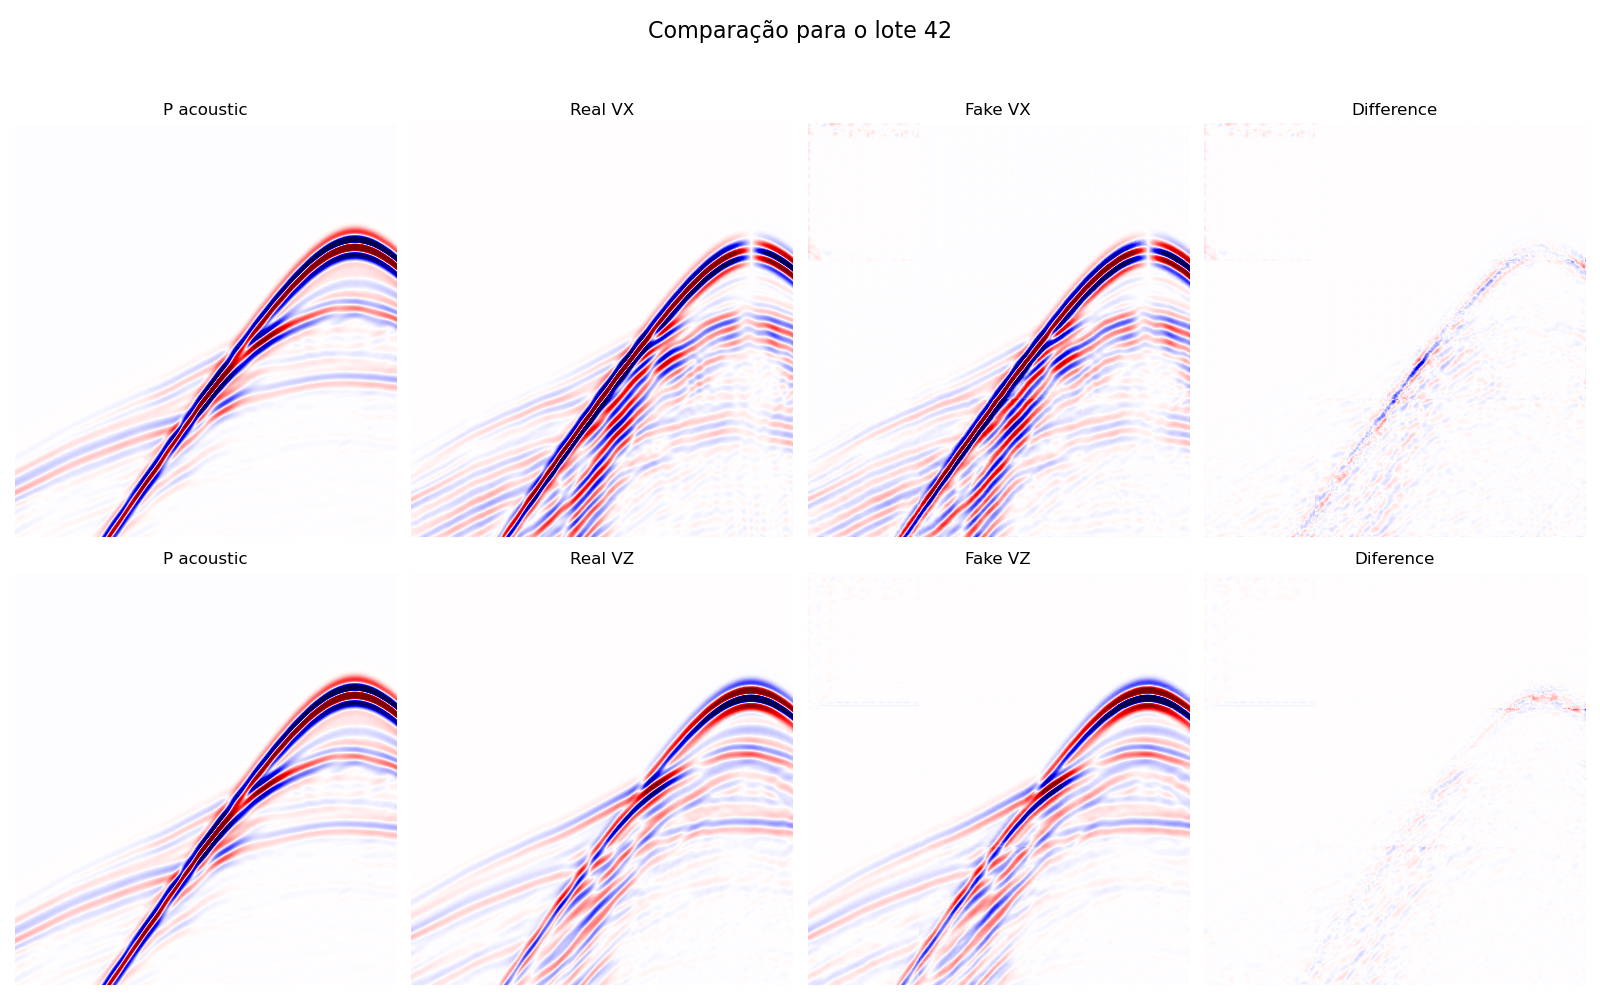 Comparação para o lote 42
P acoustic
Real VX
Fake VX
Difference
P acoustic
Real VZ
Fake VZ
Diference